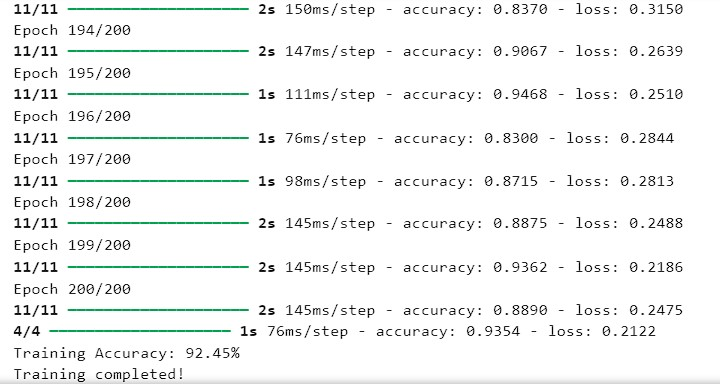 11/11 ━━━━━━━━━━━━━━━━━━━━ 2s 150ms/step - accuracy: 0.8370 - loss: 0.3150
Epoch 194/200
11/11 ━━━━━━━━━━━━━━━━━━━━ 2s 147ms/step - accuracy: 0.9067 - loss: 0.2639
Epoch 195/200
11/11 ━━━━━━━━━━━━━━━━━━━━ 1s 111ms/step - accuracy: 0.9468 - loss: 0.2510
Epoch 196/200
11/11 ━━━━━━━━━━━━━━━━━━━━ 1s 76ms/step - accuracy: 0.8300 - loss: 0.2844
Epoch 197/200
11/11 ━━━━━━━━━━━━━━━━━━━━ 1s 98ms/step - accuracy: 0.8715 - loss: 0.2813
Epoch 198/200
11/11 ━━━━━━━━━━━━━━━━━━━━ 2s 145ms/step - accuracy: 0.8875 - loss: 0.2488
Epoch 199/200
11/11 ━━━━━━━━━━━━━━━━━━━━ 2s 145ms/step - accuracy: 0.9362 - loss: 0.2186
Epoch 200/200
11/11 ━━━━━━━━━━━━━━━━━━━━ 2s 145ms/step - accuracy: 0.8890 - loss: 0.2475
4/4 ━━━━━━━━━━━━━━━━━━━━ 1s 76ms/step - accuracy: 0.9354 - loss: 0.2122
Training Accuracy: 92.45%
Training completed!